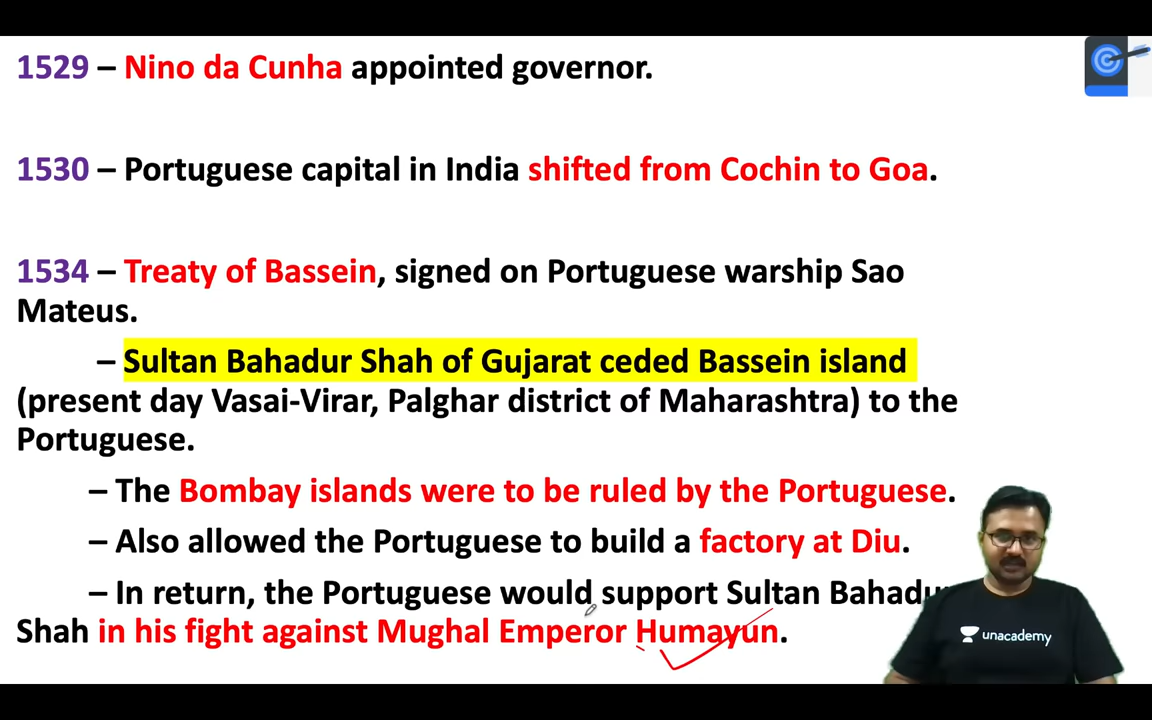 1529 – Nino da Cunha appointed governor.
1530 – Portuguese capital in India shifted from Cochin to Goa.
1534 – Treaty of Bassein, signed on Portuguese warship Sao
Mateus.
– Sultan Bahadur Shah of Gujarat ceded Bassein island
(present day Vasai-Virar, Palghar district of Maharashtra) to the
Portuguese.
– The Bombay islands were to be ruled by the Portuguese.
– Also allowed the Portuguese to build a factory at Diu.
– In return, the Portuguese would support Sultan Bahadur
Shah in his fight against Mughal Emperor Humayun.
unacademy